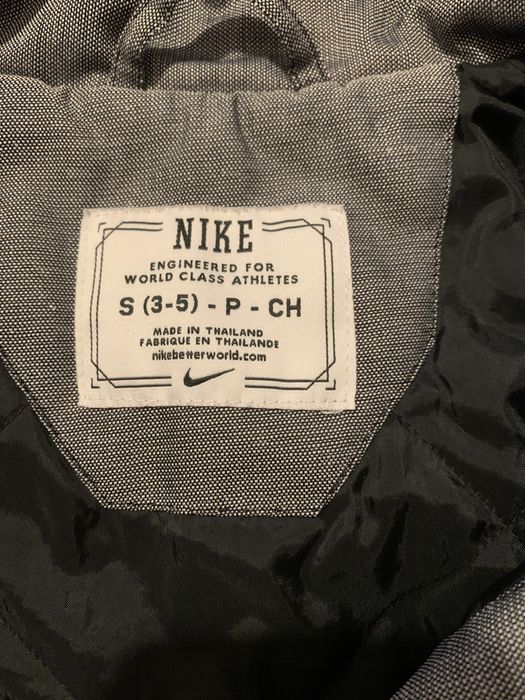 NIKE
ENGINEERED FOR
WORLD CLASS ATHLETES
S (3-5) - P - CH
MADE IN THAILAND
FABRIQUE EN THAILANDE
nikebetterworld.com